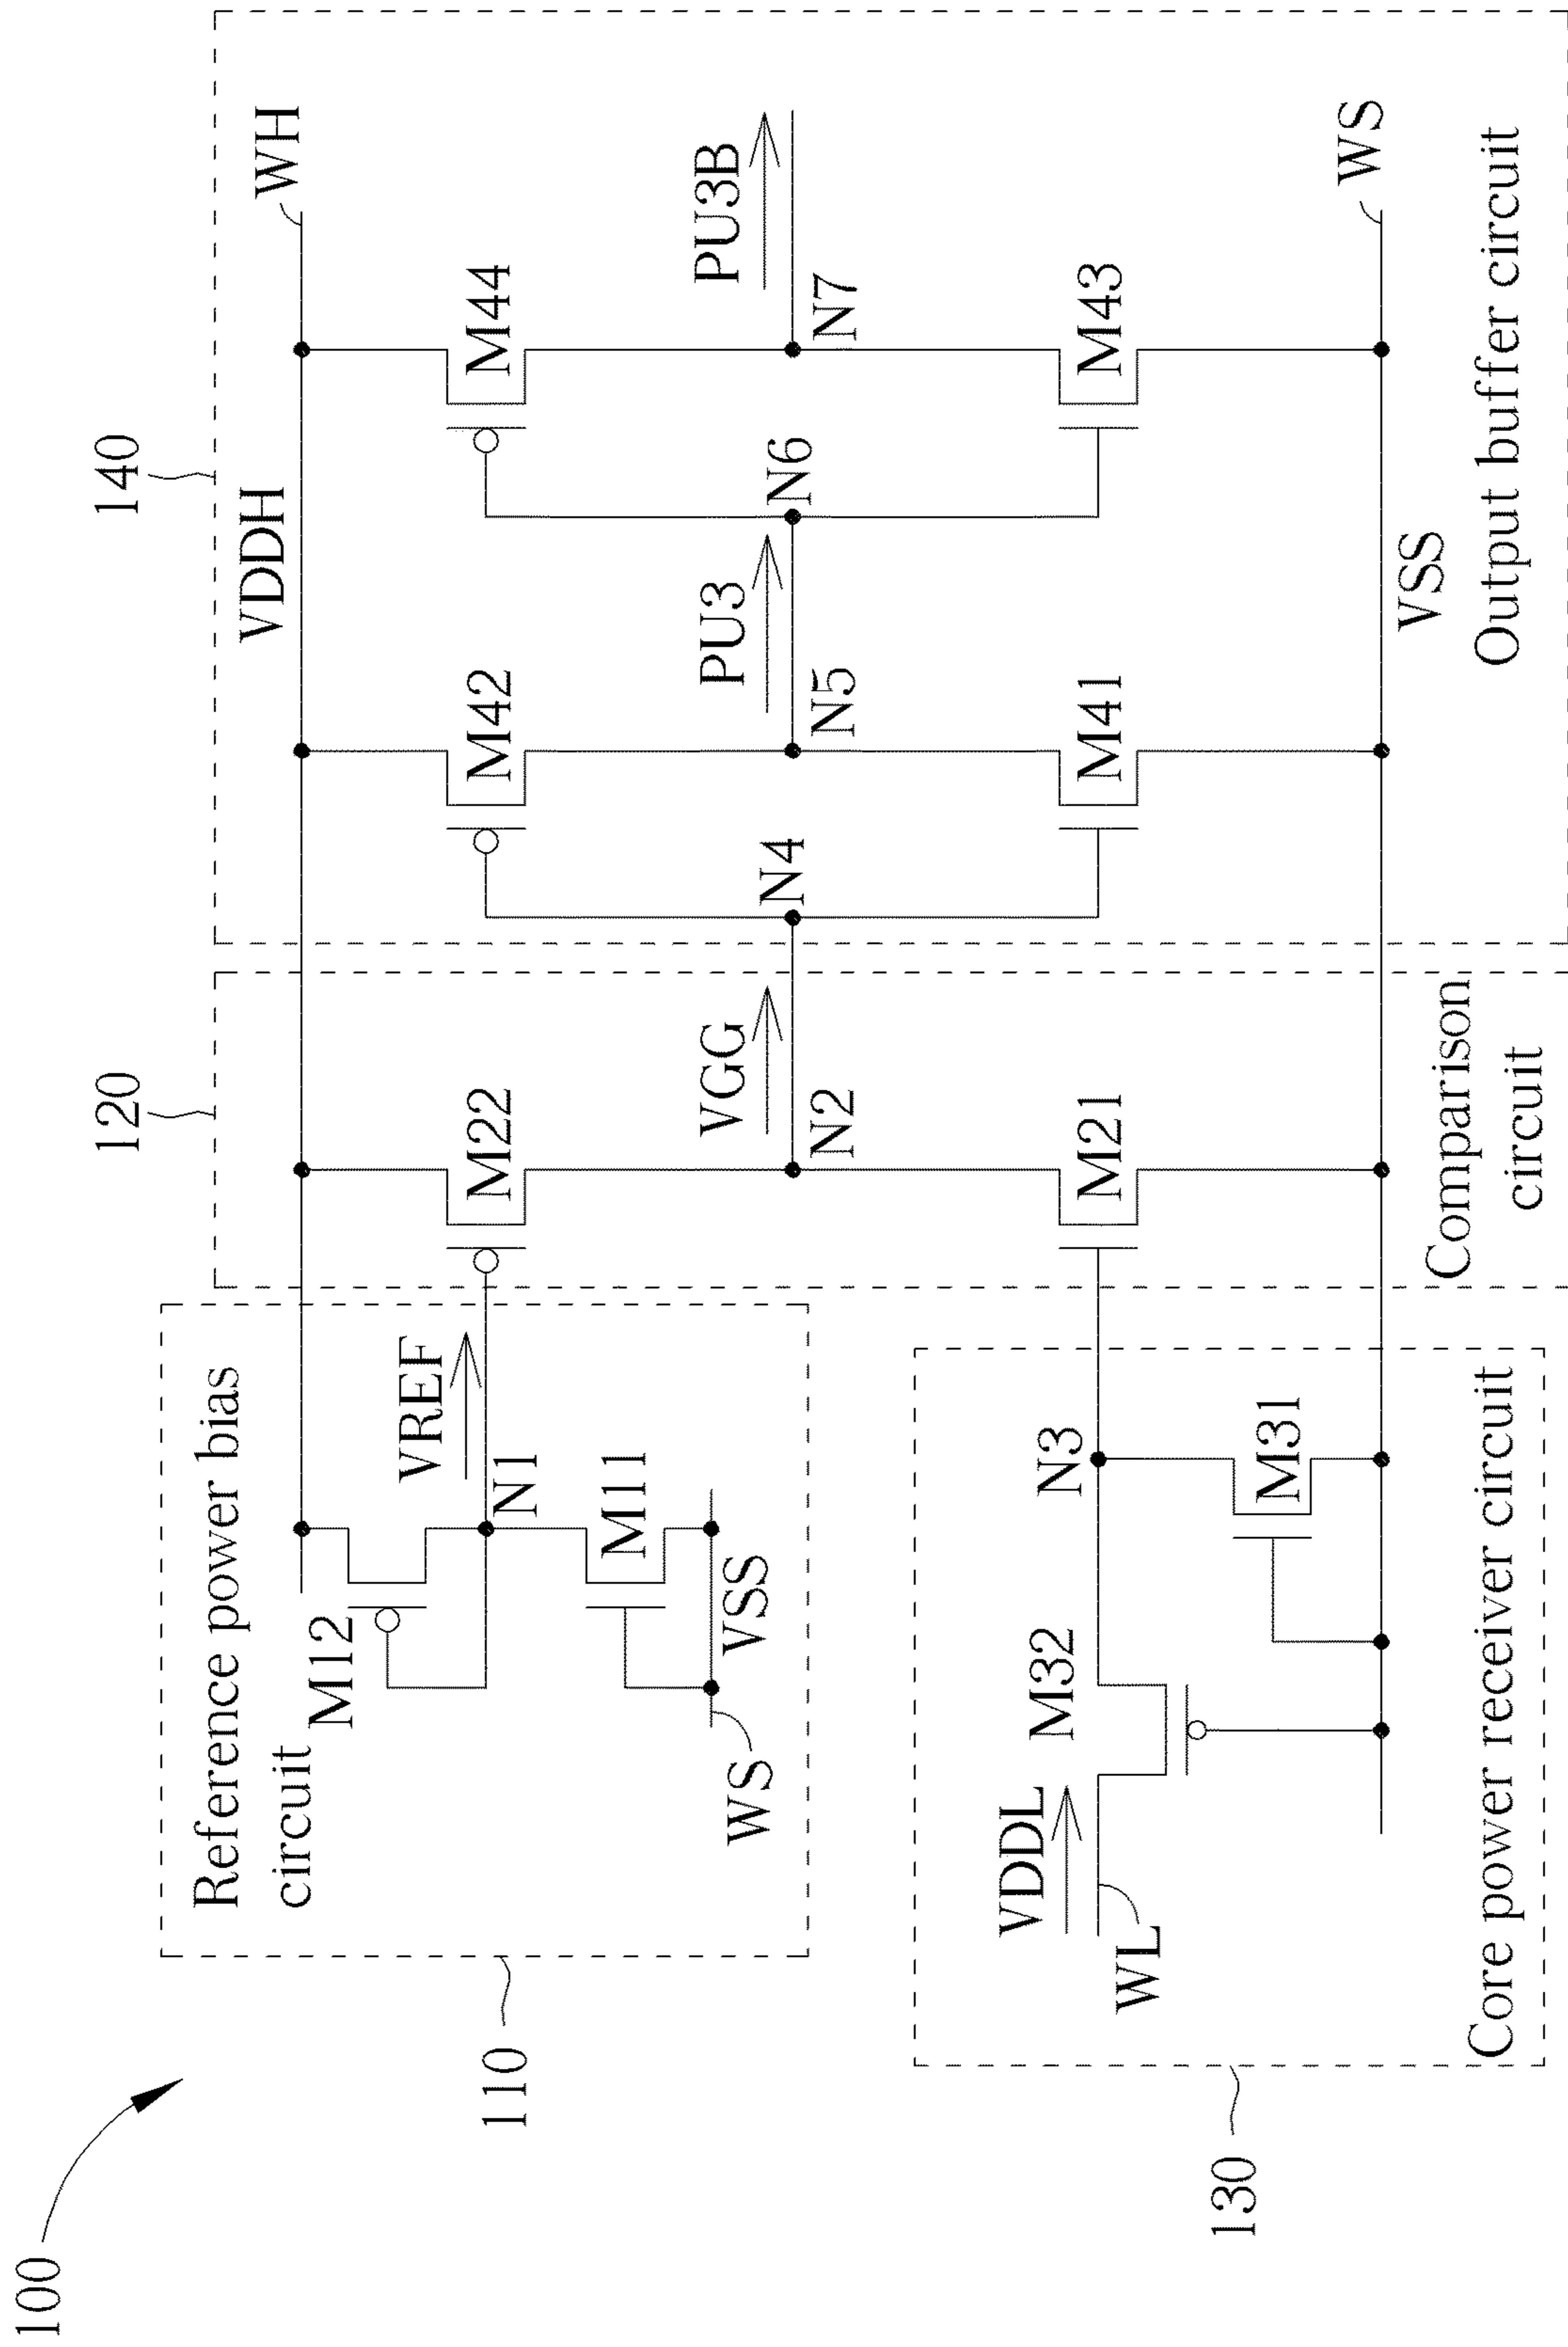 100
110
Reference power bias
circuit
M12
VREF
N1
M11
VSS
WS
120
M22
VGG
N2
M21
Comparison
circuit
130
VDDL
WL
M32
N3
M31
Core power receiver circuit
140
VDDH
WH
M42
M44
N4
PU3
N5
N6
PU3B
N7
M41
M43
VSS
WS
Output buffer circuit